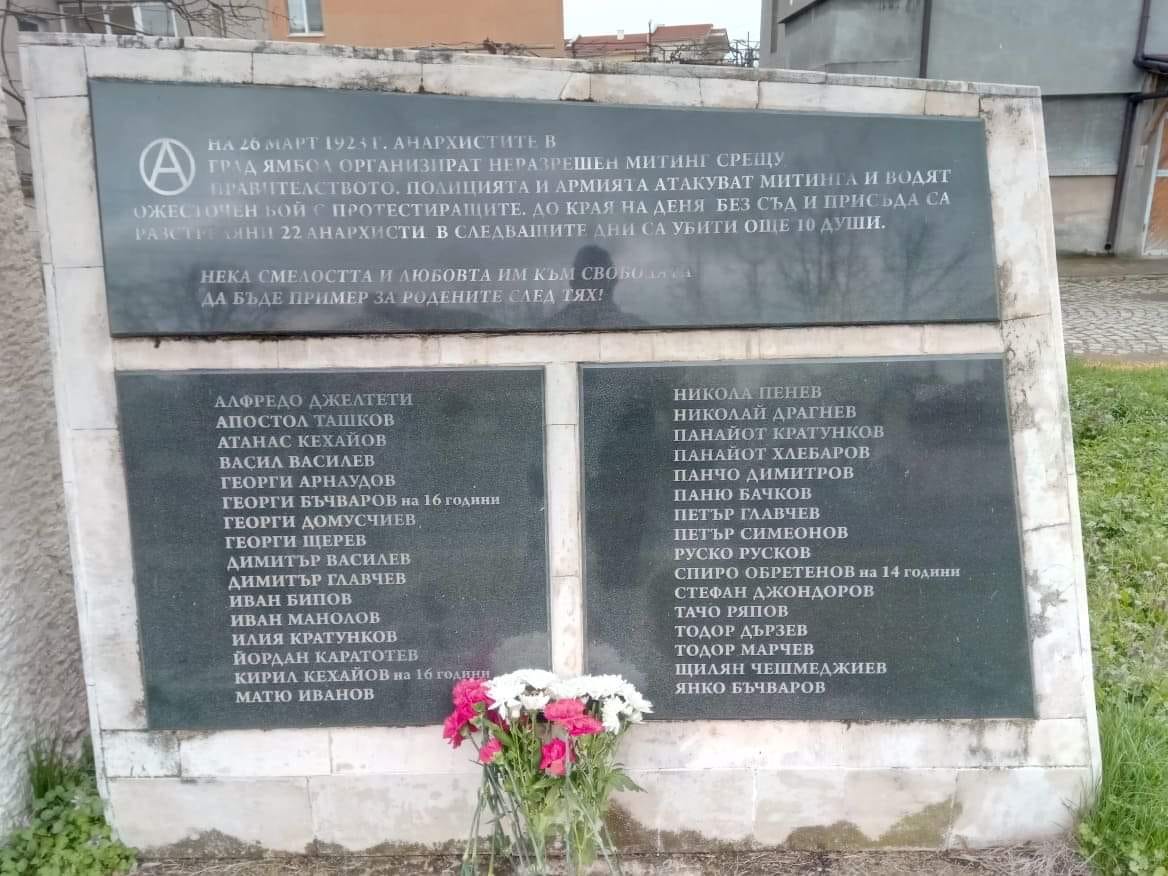 Ⓐ
НА 26 МАРТ 1923 Г. АНАРХИСТИТЕ В
ГРАД ЯМБОЛ ОРГАНИЗИРАТ НЕРАЗРЕШЕН МИТИНГ СРЕЩУ
ПРАВИТЕЛСТВОТО. ПОЛИЦИЯТА И АРМИЯТА АТАКУВАТ МИТИНГА И ВОДЯТ
ОЖЕСТОЧЕН БОЙ С ПРОТЕСТИРАЩИТЕ. ДО КРАЯ НА ДЕНЯ БЕЗ СЪД И ПРИСЪДА СА
РАЗСТРЕЛЯНИ 22 АНАРХИСТИ. В СЛЕДВАЩИТЕ ДНИ СА УБИТИ ОЩЕ 10 ДУШИ.
НЕКА СМЕЛОСТТА И ЛЮБОВТА ИМ КЪМ СВОБОДАТА
ДА БЪДЕ ПРИМЕР ЗА РОДЕНИТЕ СЛЕД ТЯХ!
АЛФРЕДО ДЖЕЛТЕТИ
АПОСТОЛ ТАШКОВ
АТАНАС КЕХАЙОВ
ВАСИЛ ВАСИЛЕВ
ГЕОРГИ АРНАУДОВ
ГЕОРГИ БЪЧВАРОВ на 16 години
ГЕОРГИ ДОМУСЧИЕВ
ГЕОРГИ ЩЕРЕВ
ДИМИТЪР ВАСИЛЕВ
ДИМИТЪР ГЛАВЧЕВ
ИВАН БИПОВ
ИВАН МАНОЛОВ
ИЛИЯ КРАТУНКОВ
ЙОРДАН КАРАТОТЕВ
КИРИЛ КЕХАЙОВ на 16 години
МАТЮ ИВАНОВ
НИКОЛА ПЕНЕВ
НИКОЛАЙ ДРАГНЕВ
ПАНАЙОТ КРАТУНКОВ
ПАНАЙОТ ХЛЕБАРОВ
ПАНЧО ДИМИТРОВ
ПАНЮ БАЧКОВ
ПЕТЪР ГЛАВЧЕВ
ПЕТЪР СИМЕОНОВ
РУСКО РУСКОВ
СПИРО ОБРЕТЕНОВ на 14 години
СТЕФАН ДЖОНДОРОВ
ТАЧО РЯПОВ
ТОДОР ДЪРЗЕВ
ТОДОР МАРЧЕВ
ЩИЛЯН ЧЕШМЕДЖИЕВ
ЯНКО БЪЧВАРОВ